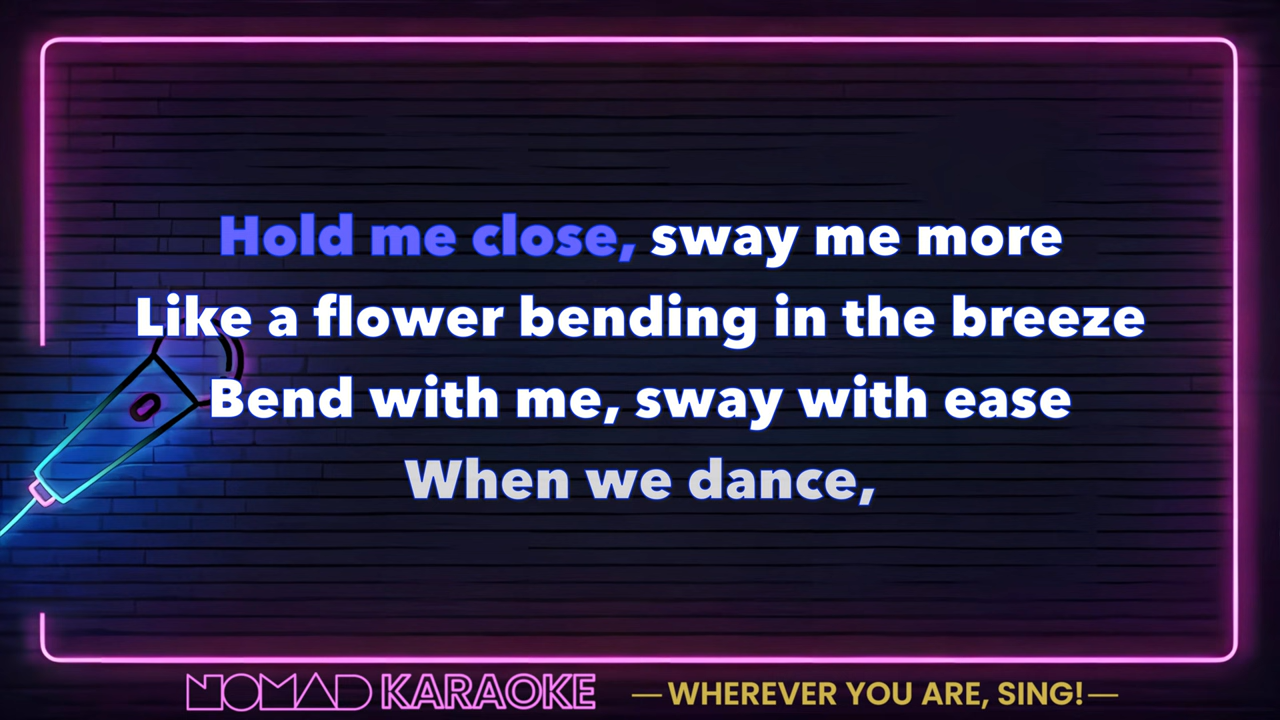 Hold me close, sway me more
Like a flower bending in the breeze
Bend with me, sway with ease
When we dance,
NOMAD KARAOKE — WHEREVER YOU ARE, SING! —